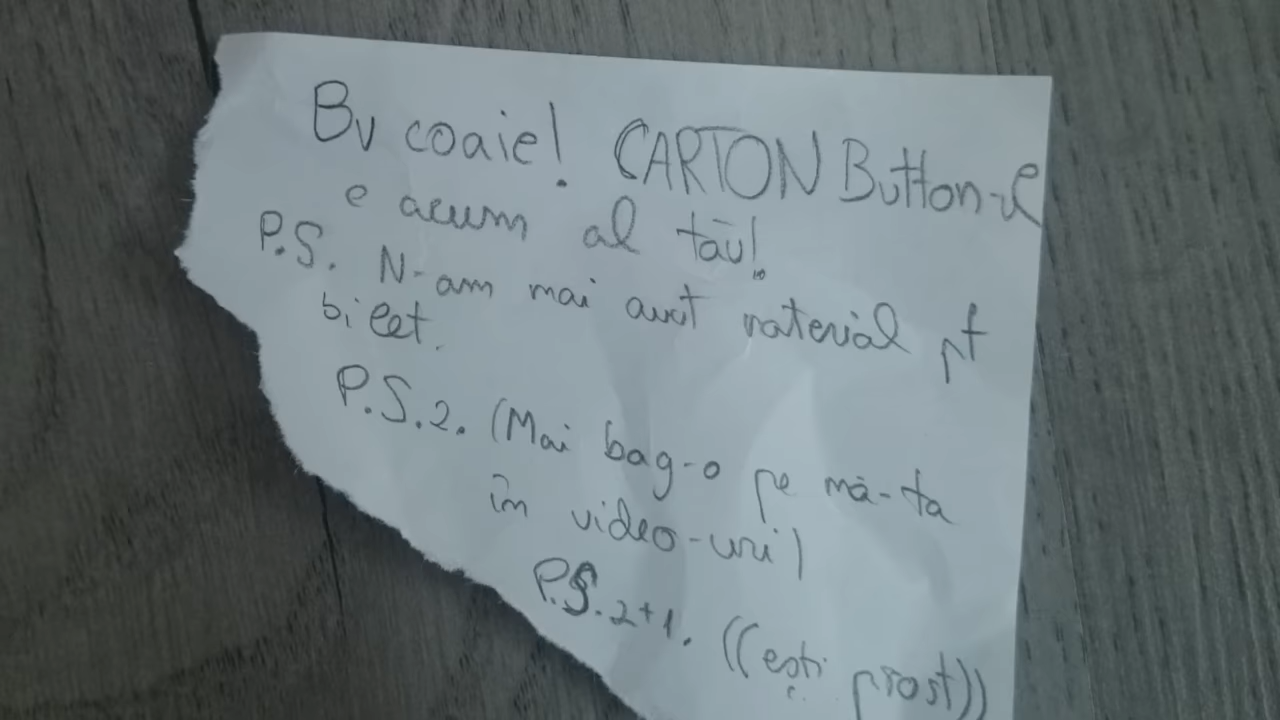 Bv coaie! CARTON Button-ul
e acum al tău!
P.S. N-am mai avut material pt
bilet.
P.S.2. (Mai bag-o pe mă-ta
în video-uri)
P.S.2+1. ((ești prost))